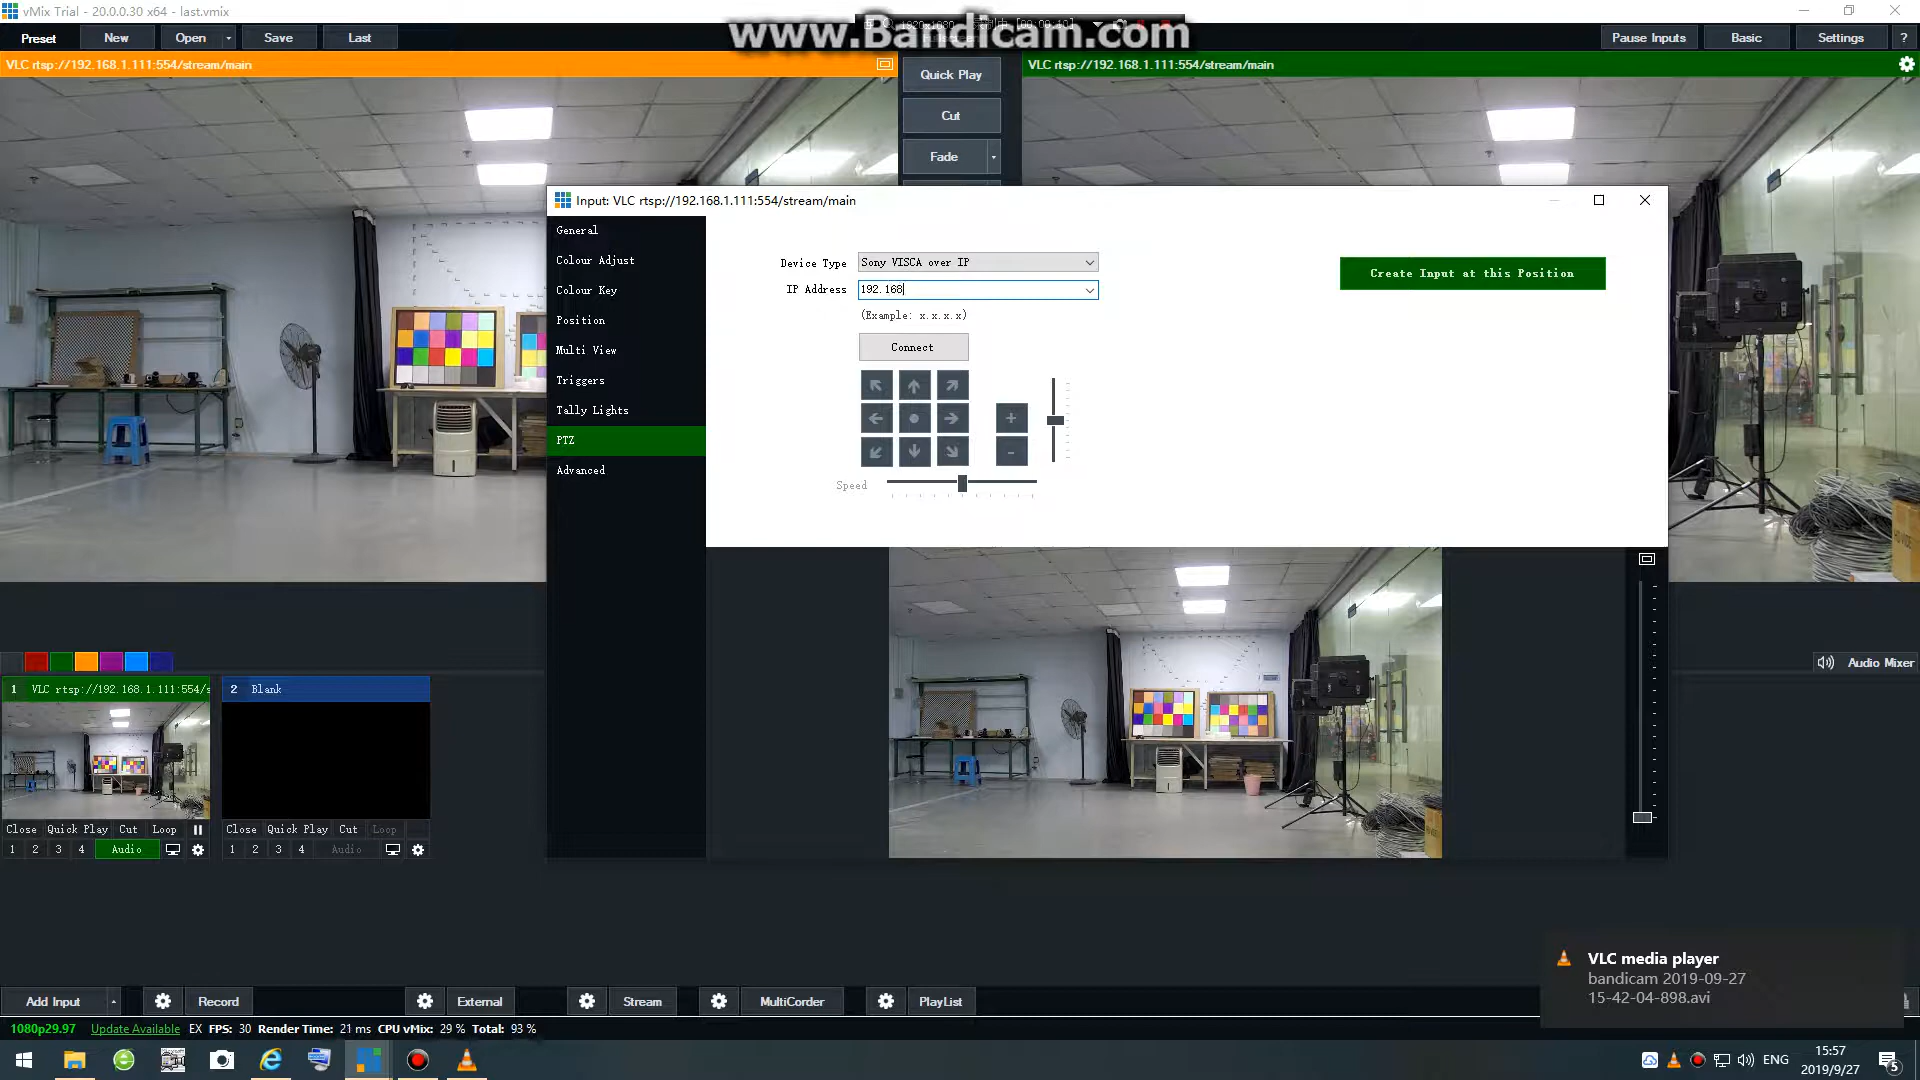 vMix Trial - 20.0.0.30 x64 - last.vmix
www.Bandicam.com
Preset
New
Open
Save
Last
Pause Inputs
Basic
Settings
?
VLC rtsp://192.168.1.111:554/stream/main
Quick Play
VLC rtsp://192.168.1.111:554/stream/main
Cut
Fade
Input: VLC rtsp://192.168.1.111:554/stream/main
General
Colour Adjust
Colour Key
Position
Multi View
Triggers
Tally Lights
PTZ
Advanced
Device Type
Sony VISCA over IP
Create Input at this Position
IP Address
192.168
(Example: x.x.x.x)
Connect
+
-
Speed
Audio Mixer
1 VLC rtsp://192.168.1.111:554/s
2 Blank
Close Quick Play Cut Loop
Close Quick Play Cut Loop
1 2 3 4 Audio
1 2 3 4 Audio
VLC media player
bandicam 2019-09-27
15-42-04-898.avi
Add Input
Record
External
Stream
MultiCorder
PlayList
1080p29.97 Update Available EX FPS: 30 Render Time: 21 ms CPU vMix: 29 % Total: 93 %
ENG
15:57
2019/9/27
5